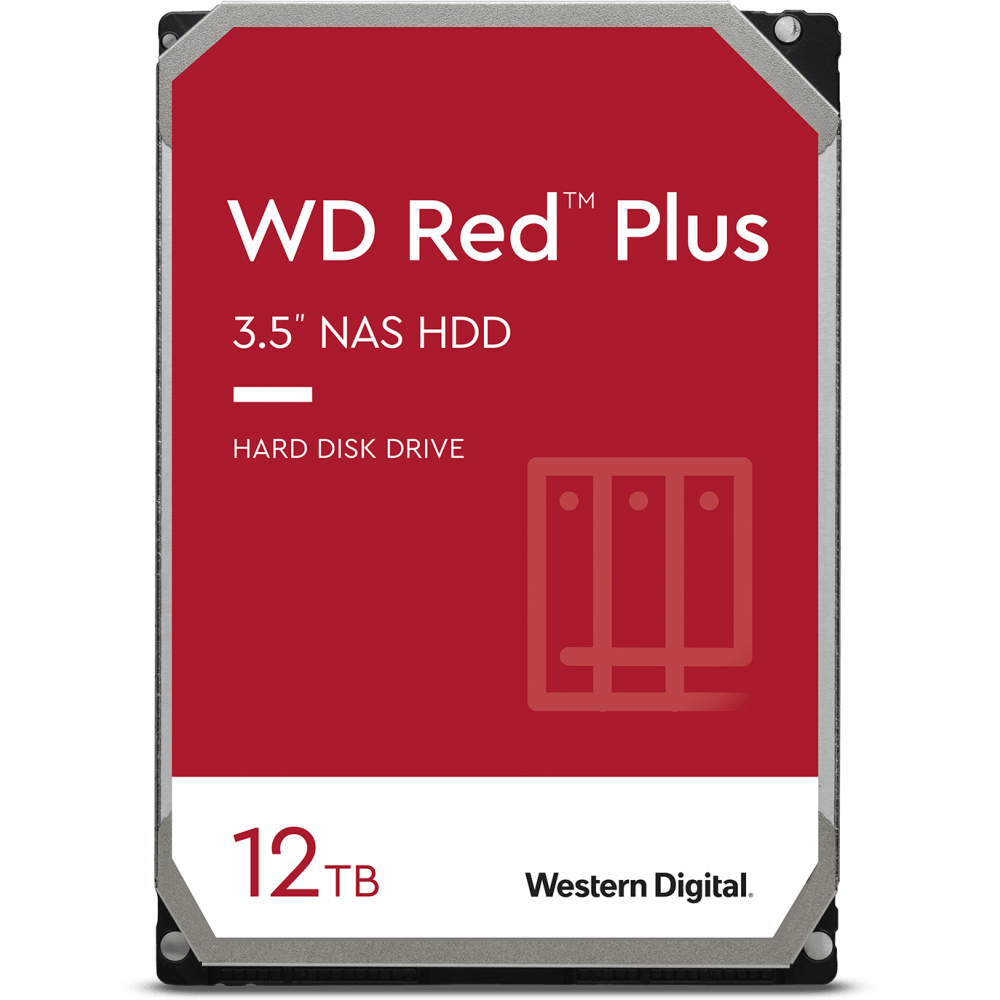 WD Red™ Plus
3.5" NAS HDD
HARD DISK DRIVE
12TB
Western Digital®